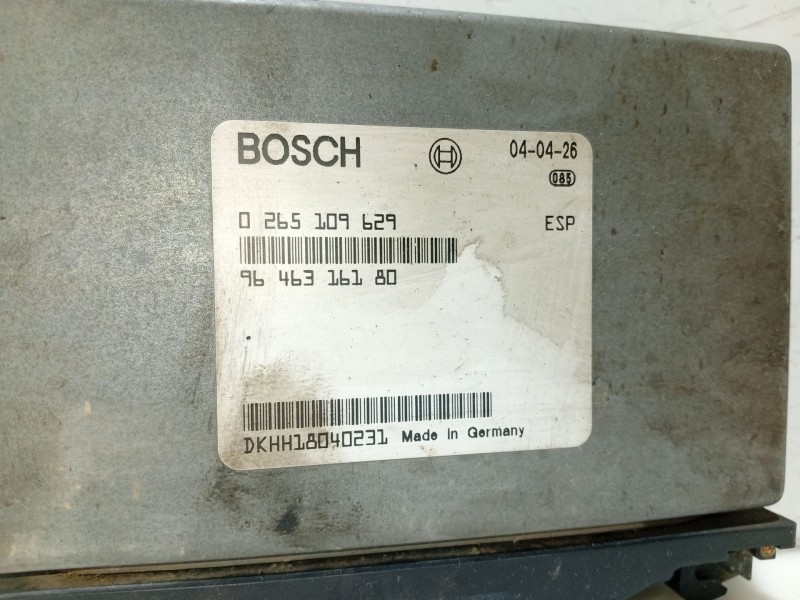 BOSCH 04-04-26
085
0 265 109 629 ESP
96 463 161 80
DKHH18040231 Made in Germany